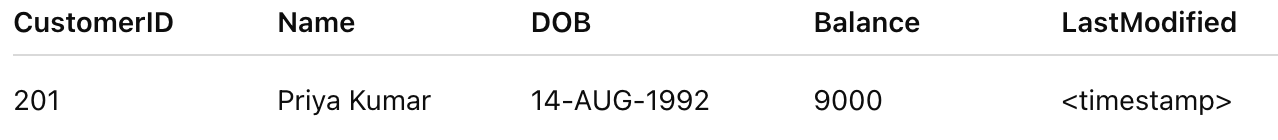 CustomerID Name DOB Balance LastModified
201 Priya Kumar 14-AUG-1992 9000 <timestamp>